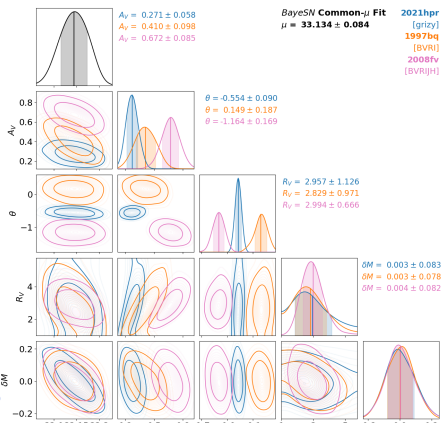 A_V = 0.271 ± 0.058
A_V = 0.410 ± 0.098
A_V = 0.672 ± 0.085
BayeSN Common-μ Fit
μ = 33.134 ± 0.084
2021hpr
[grizy]
1997bq
[BVRI]
2008fv
[BVRIJH]
A_V
0.8
0.6
0.4
0.2
θ = -0.554 ± 0.090
θ = 0.149 ± 0.187
θ = -1.164 ± 0.169
θ
0
−1
R_V = 2.957 ± 1.126
R_V = 2.829 ± 0.971
R_V = 2.994 ± 0.666
R_V
4
2
δM = 0.003 ± 0.083
δM = 0.003 ± 0.078
δM = 0.004 ± 0.082
δM
0.2
0.0
−0.2